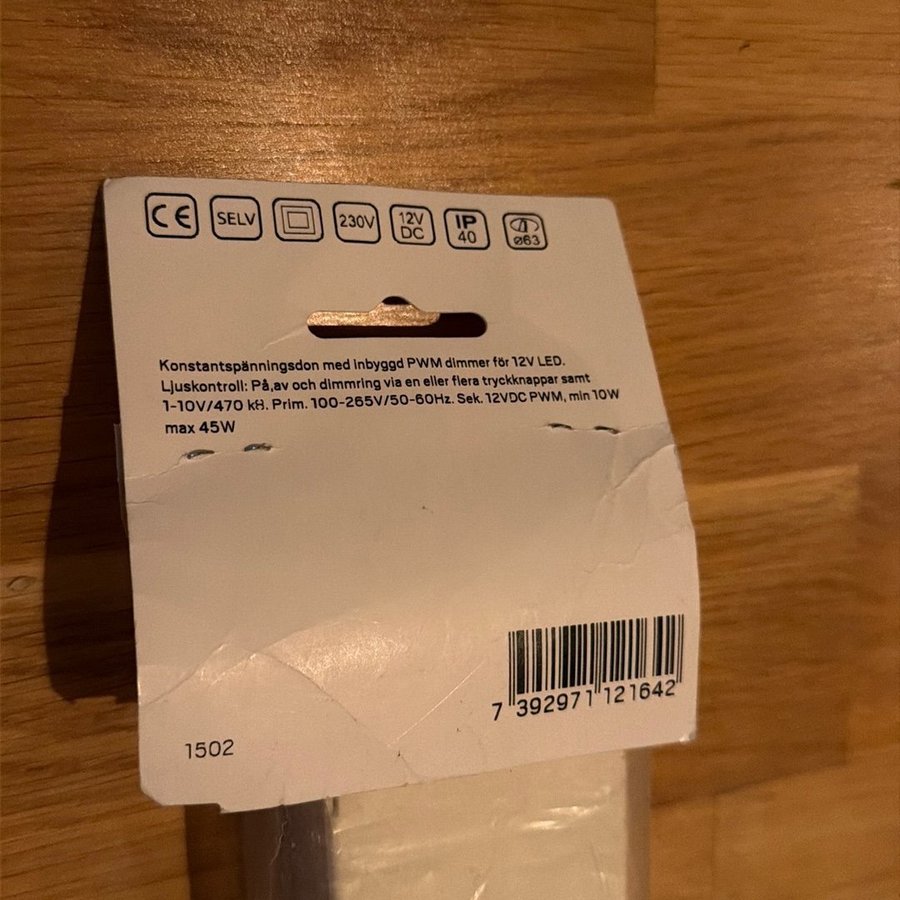 CE SELV 230V 12V DC IP 40 ø63
Konstantspänningsdon med inbyggd PWM dimmer för 12V LED.
Ljuskontroll: På,av och dimmring via en eller flera tryckknappar samt
1-10V/470 kΩ. Prim. 100-265V/50-60Hz. Sek. 12VDC PWM, min 10W
max 45W
7 392971 121642
1502